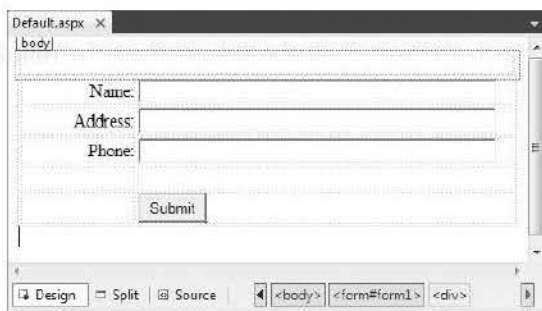 Default.aspx
body
Name:
Address:
Phone:
Submit
Design Split Source <body> <form#form1> <div>